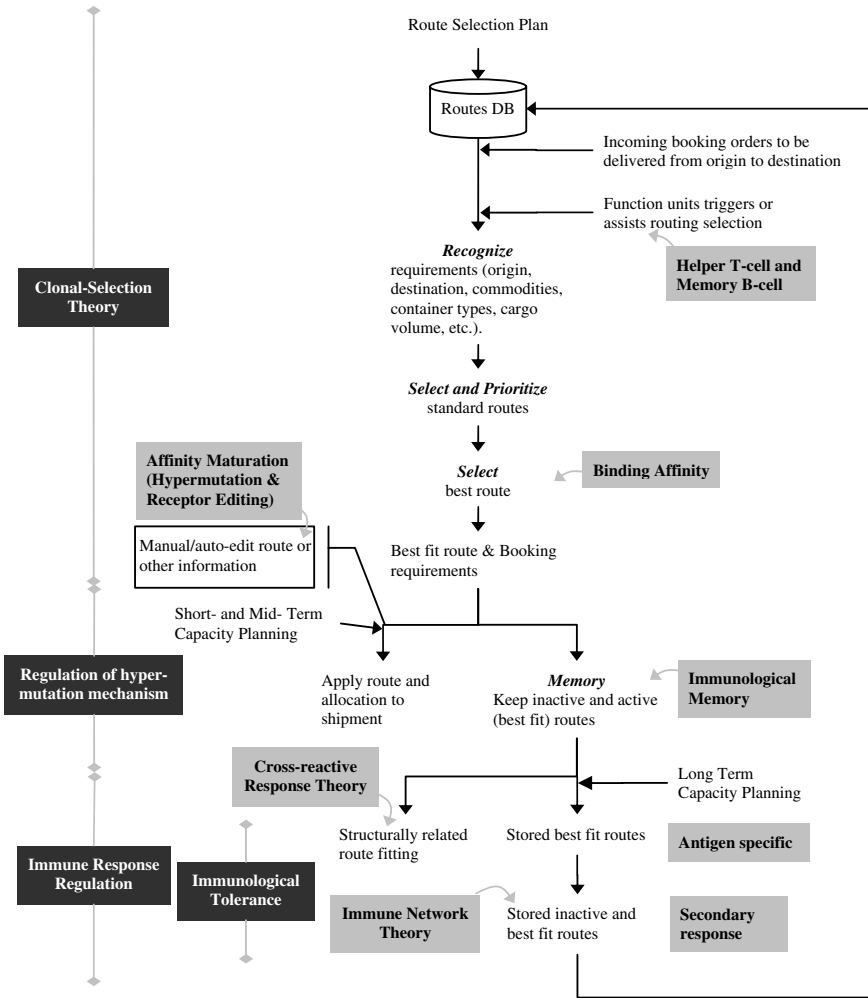 Route Selection Plan
Routes DB
Incoming booking orders to be
delivered from origin to destination
Function units triggers or
assists routing selection
Recognize
requirements (origin,
destination, commodities,
container types, cargo
volume, etc.).
Helper T-cell and
Memory B-cell
Clonal-Selection
Theory
Select and Prioritize
standard routes
Affinity Maturation
(Hypermutation &
Receptor Editing)
Select
best route
Binding Affinity
Manual/auto-edit route or
other information
Best fit route & Booking
requirements
Short- and Mid- Term
Capacity Planning
Regulation of hyper-
mutation mechanism
Apply route and
allocation to
shipment
Memory
Keep inactive and active
(best fit) routes
Immunological
Memory
Cross-reactive
Response Theory
Long Term
Capacity Planning
Structurally related
route fitting
Stored best fit routes
Antigen specific
Immune Response
Regulation
Immunological
Tolerance
Immune Network
Theory
Stored inactive and
best fit routes
Secondary
response